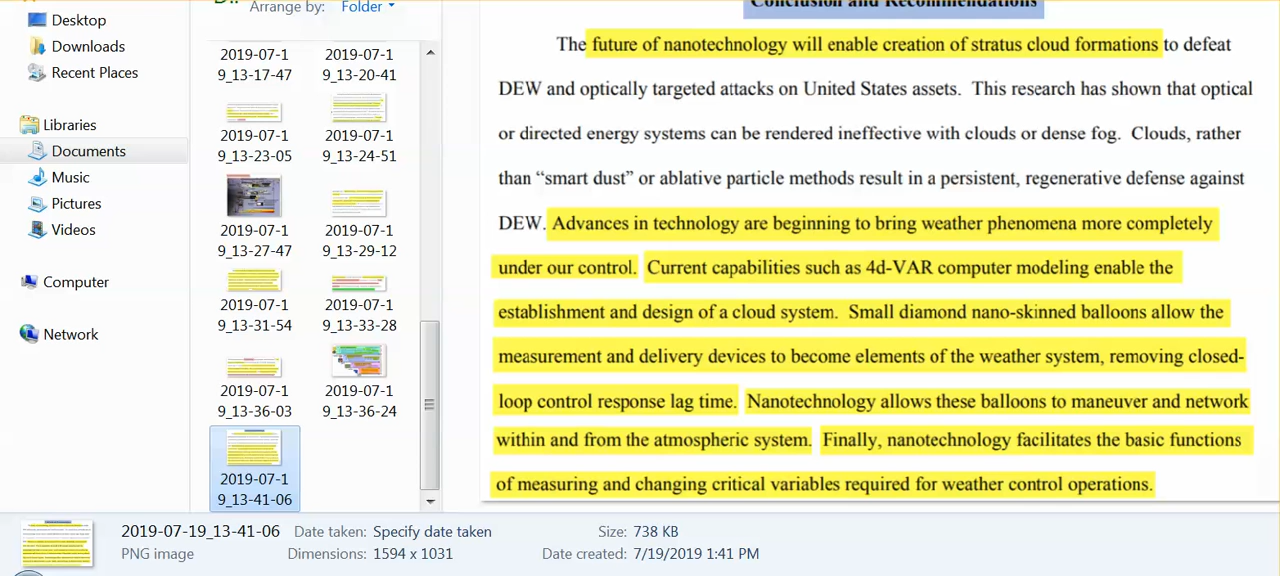 Desktop
Downloads
Recent Places
Libraries
Documents
Music
Pictures
Videos
Computer
Network
Arrange by: Folder
2019-07-1
9_13-17-47
2019-07-1
9_13-20-41
2019-07-1
9_13-23-05
2019-07-1
9_13-24-51
2019-07-1
9_13-27-47
2019-07-1
9_13-29-12
2019-07-1
9_13-31-54
2019-07-1
9_13-33-28
2019-07-1
9_13-36-03
2019-07-1
9_13-36-24
2019-07-1
9_13-41-06
Conclusion and Recommendations
The future of nanotechnology will enable creation of stratus cloud formations to defeat
DEW and optically targeted attacks on United States assets. This research has shown that optical
or directed energy systems can be rendered ineffective with clouds or dense fog. Clouds, rather
than “smart dust” or ablative particle methods result in a persistent, regenerative defense against
DEW. Advances in technology are beginning to bring weather phenomena more completely
under our control. Current capabilities such as 4d-VAR computer modeling enable the
establishment and design of a cloud system. Small diamond nano-skinned balloons allow the
measurement and delivery devices to become elements of the weather system, removing closed-
loop control response lag time. Nanotechnology allows these balloons to maneuver and network
within and from the atmospheric system. Finally, nanotechnology facilitates the basic functions
of measuring and changing critical variables required for weather control operations.
2019-07-19_13-41-06 Date taken: Specify date taken Size: 738 KB
PNG image Dimensions: 1594 x 1031 Date created: 7/19/2019 1:41 PM